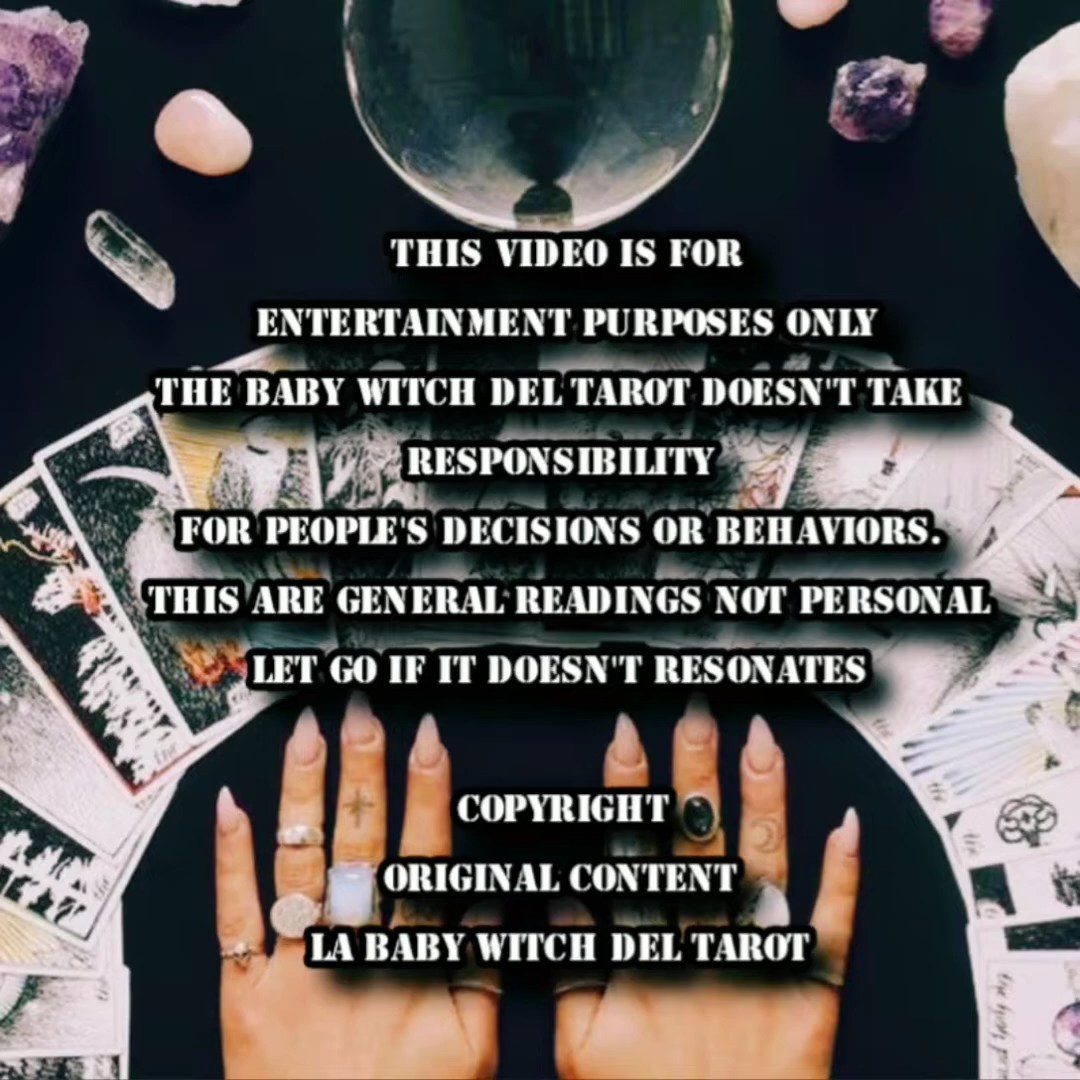 THIS VIDEO IS FOR
ENTERTAINMENT PURPOSES ONLY
THE BABY WITCH DEL TAROT DOESN'T TAKE
RESPONSIBILITY
FOR PEOPLE'S DECISIONS OR BEHAVIORS.
THIS ARE GENERAL READINGS NOT PERSONAL
LET GO IF IT DOESN'T RESONATES
COPYRIGHT
ORIGINAL CONTENT
LA BABY WITCH DEL TAROT